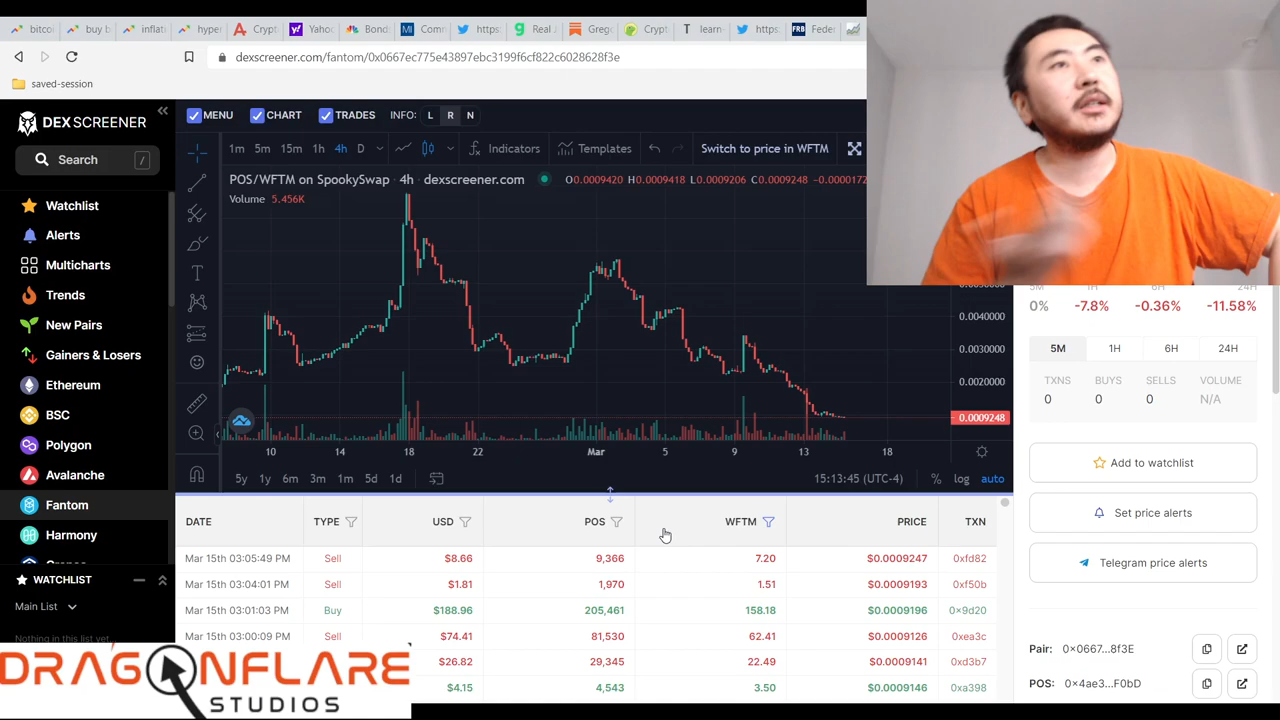 bitcoi
buy b
inflati
hyper
Crypt
Yahoo
Bondi
Comm
https:
Real J
Grego
Crypt
learn-
https:
Feder
dexscreener.com/fantom/0x0667ec775e43897ebc3199f6cf822c6028628f3e
saved-session
DEX SCREENER
Search /
Watchlist
Alerts
Multicharts
Trends
New Pairs
Gainers & Losers
Ethereum
BSC
Polygon
Avalanche
Fantom
Harmony
WATCHLIST
Main List
Nothing in this list yet...
MENU CHART TRADES INFO: L R N
1m 5m 15m 1h 4h D Indicators Templates Switch to price in WFTM
POS/WFTM on SpookySwap · 4h · dexscreener.com O0.0009420 H0.0009418 L0.0009206 C0.0009248 -0.0000172
Volume 5.456K
0.0040000
0.0030000
0.0020000
0.0009248
10 14 18 22 Mar 5 9 13 18
5y 1y 6m 3m 1m 5d 1d 15:13:45 (UTC-4) % log auto
DATE TYPE USD POS WFTM PRICE TXN
Mar 15th 03:05:49 PM Sell $8.66 9,366 7.20 $0.0009247 0xfd82
Mar 15th 03:04:01 PM Sell $1.81 1,970 1.51 $0.0009193 0xf50b
Mar 15th 03:01:03 PM Buy $188.96 205,461 158.18 $0.0009196 0x9d20
Mar 15th 03:00:09 PM Sell $74.41 81,530 62.41 $0.0009126 0xea3c
$26.82 29,345 22.49 $0.0009141 0xd3b7
$4.15 4,543 3.50 $0.0009146 0xa398
5M 1H 6H 24H
0% -7.8% -0.36% -11.58%
5M 1H 6H 24H
TXNS BUYS SELLS VOLUME
0 0 0 N/A
Add to watchlist
Set price alerts
Telegram price alerts
Pair: 0x0667...8f3E
POS: 0x4ae3...F0bD
DRAGONFLARE
STUDIOS